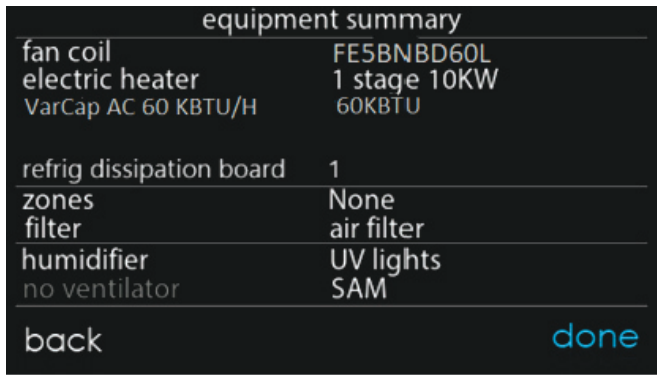 equipment summary
fan coil FE5BNBD60L
electric heater 1 stage 10KW
VarCap AC 60 KBTU/H 60KBTU
refrig dissipation board 1
zones None
filter air filter
humidifier UV lights
no ventilator SAM
back done